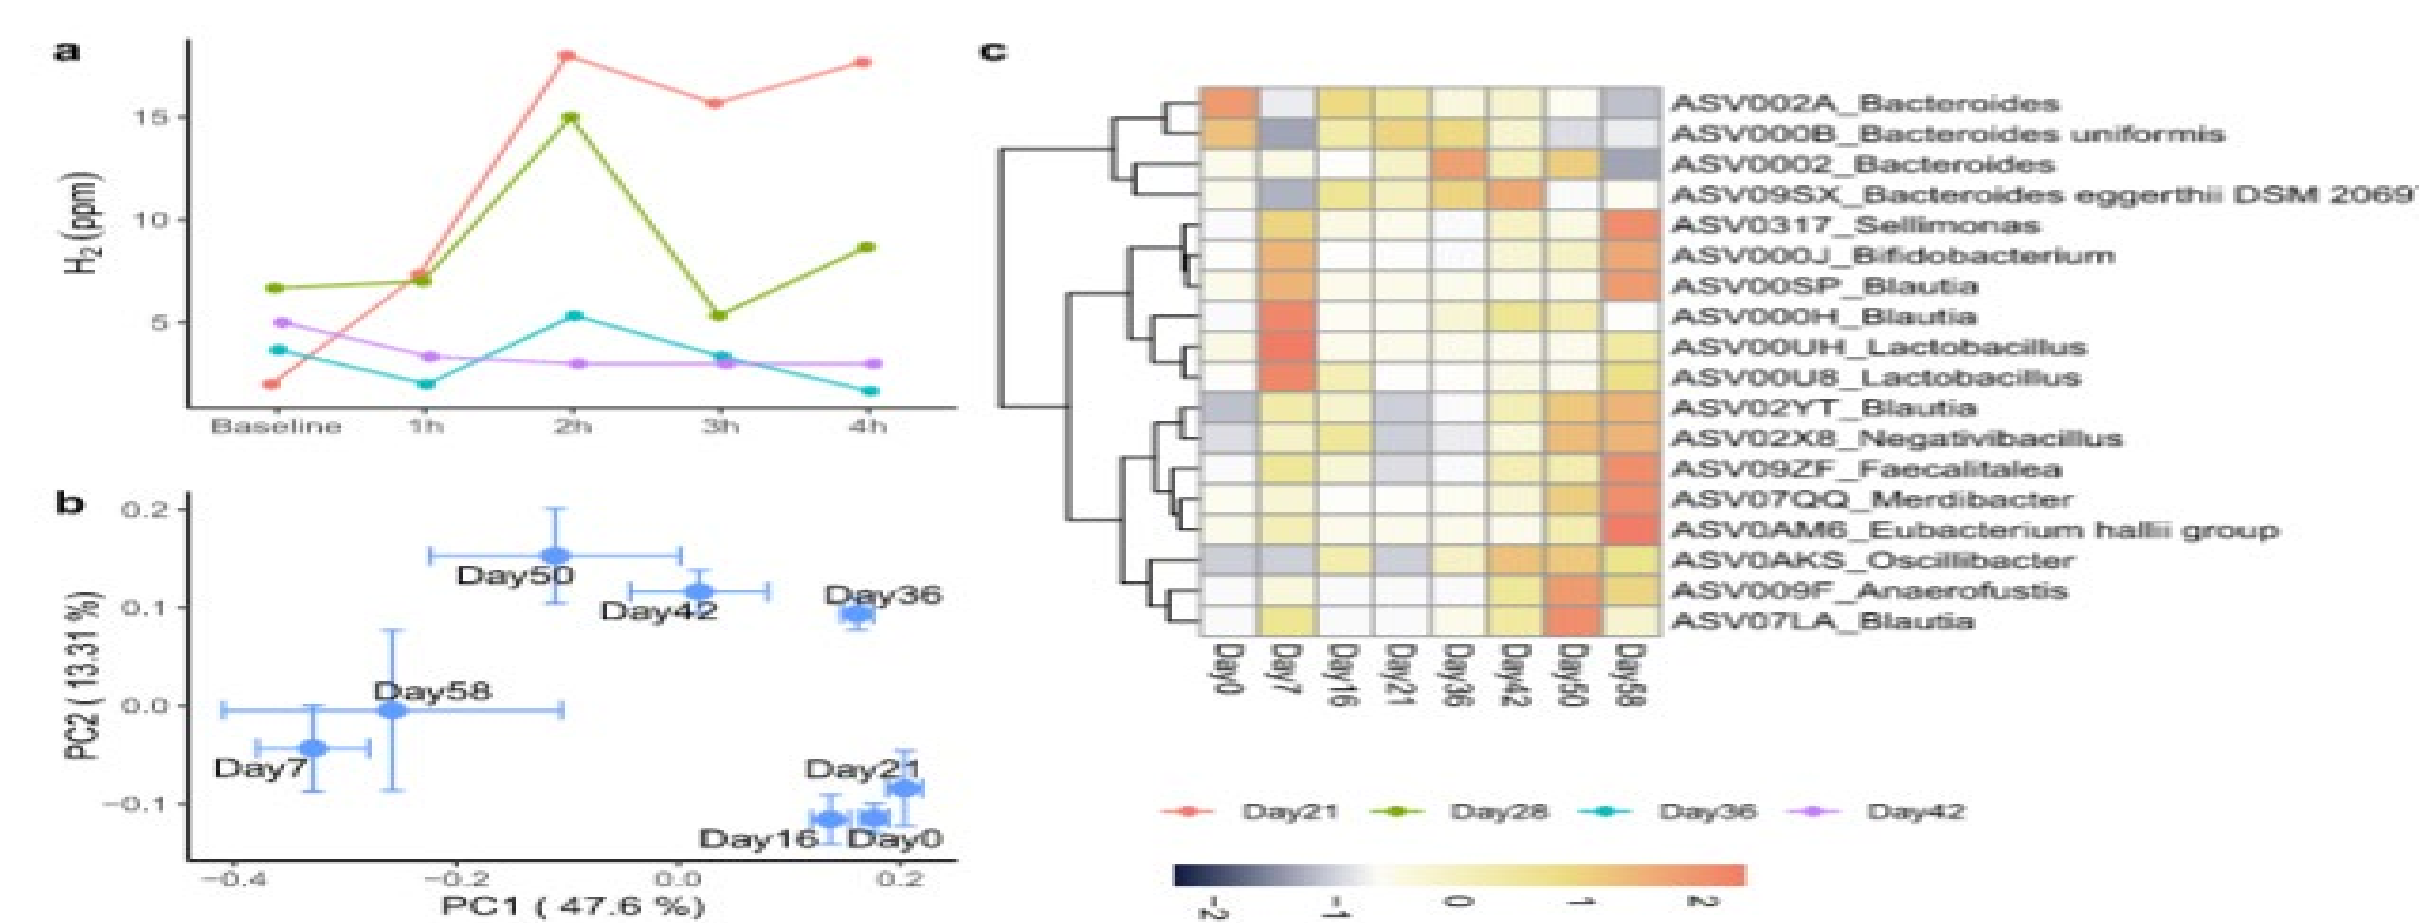 a
15
10
5
H2 (ppm)
Baseline 1h 2h 3h 4h
b
0.2
0.1
0.0
−0.1
PC2 ( 13.31 %)
Day50
Day42
Day36
Day58
Day7
Day21
Day16 Day0
−0.4 −0.2 0.0 0.2
PC1 ( 47.6 %)
c
ASV002A_Bacteroides
ASV000B_Bacteroides uniformis
ASV0002_Bacteroides
ASV09SX_Bacteroides eggerthii DSM 2069
ASV0317_Sellimonas
ASV000J_Bifidobacterium
ASV00SP_Blautia
ASV000H_Blautia
ASV00UH_Lactobacillus
ASV00U8_Lactobacillus
ASV02YT_Blautia
ASV02X8_Negativibacillus
ASV09ZF_Faecalitalea
ASV07QQ_Merdibacter
ASV0AM6_Eubacterium hallii group
ASV0AKS_Oscillibacter
ASV009F_Anaerofustis
ASV07LA_Blautia
Day0 Day7 Day16 Day21 Day36 Day42 Day50 Day58
Day21 Day28 Day36 Day42
-2 -1 0 1 2